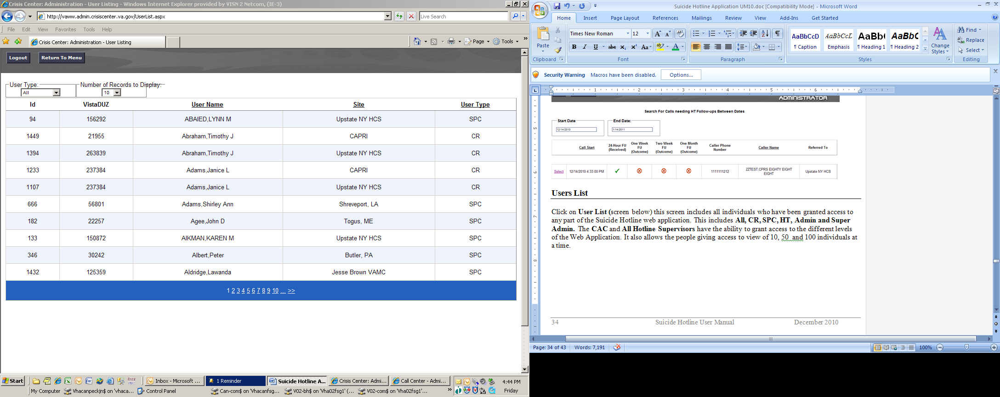 Crisis Center: Administration - User Listing - Windows Internet Explorer provided by VISN 2 Netcom, (IE-3)
http://vaww.admin.crisiscenter.va.gov/UserList.aspx
Live Search
File Edit View Favorites Tools Help
Crisis Center: Administration - User Listing
Page Tools »
Logout Return To Menu
User Type: Number of Records to Display:
All 10
Id VistaDUZ User Name Site User Type
94 156292 ABAIED,LYNN M Upstate NY HCS SPC
1449 21955 Abraham,Timothy J CAPRI CR
1394 263839 Abraham,Timothy J Upstate NY HCS CR
1233 237384 Adams,Janice L CAPRI CR
1107 237384 Adams,Janice L Upstate NY HCS CR
666 56801 Adams,Shirley Ann Shreveport, LA SPC
182 22257 Agee,John D Togus, ME SPC
133 150872 AIKMAN,KAREN M Upstate NY HCS SPC
346 30242 Albert,Peter Butler, PA SPC
1432 125359 Aldridge,Lawanda Jesse Brown VAMC SPC
1 2 3 4 5 6 7 8 9 10 ... >>
Start Inbox - Microsoft ... 1 Reminder Suicide Hotline A... Crisis Center: Admi... Call Center - Admi... 4:44 PM
My Computer Vhacanpeckjn$ on 'vhaca... Control Panel Can-com$ on 'Vhacanfsg... V02-bh$ on 'Vha02fsg1' (... V02-com$ on 'Vha02fsg1'... » Friday
Suicide Hotline Application UM10.doc [Compatibility Mode] - Microsoft Word
Home Insert Page Layout References Mailings Review View Add-Ins Get Started
Paste
Clipboard
Times New Roman 12
B I U abc X₂ X² Aa
Font
Paragraph
AaBbCcD AaBbCcL AaBb( AaBbC
¶ Caption Emphasis ¶ Heading 1 ¶ Heading 2
Change Styles
Styles
Find
Replace
Select
Editing
Security Warning Macros have been disabled. Options...
1 2 3 4 5 6
ADMINISTRATOR
Search For Calls needing HT Follow-ups Between Dates
Start Date End Date:
12/14/2010 1/14/2011
Call Start 24-Hour FU (Received) One Week FU (Outcome) Two Week FU (Outcome) One Month FU (Outcome) Caller Phone Number Caller Name Referred To
Select 12/14/2010 4:33:00 PM 1111111212 ZZTEST,CPRS EIGHTY EIGHT EIGHT Upstate NY HCS
Users List
Click on User List (screen below) this screen includes all individuals who have been granted access to
any part of the Suicide Hotline web application. This includes All, CR, SPC, HT, Admin and Super
Admin. The CAC and All Hotline Supervisors have the ability to grant access to the different levels
of the Web Application. It also allows the people giving access to view of 10, 50 and 100 individuals at
a time.
34 Suicide Hotline User Manual December 2010
Page: 34 of 43 Words: 7,191 100%